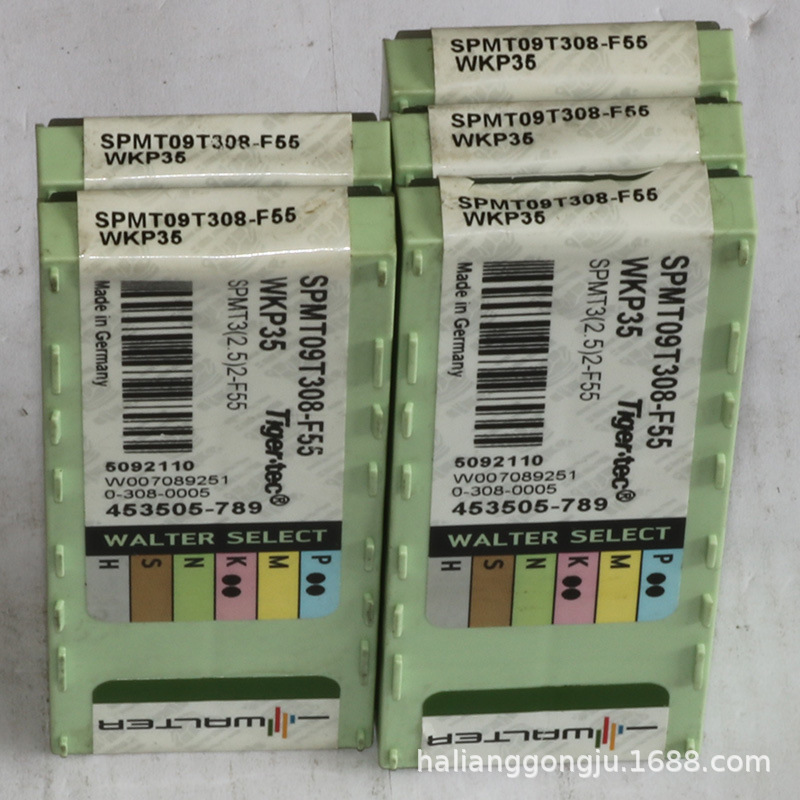 SPMT09T308-F55
WKP35
SPMT09T308-F55
WKP35
SPMT09T308-F55
WKP35
SPMT09T308-F55
WKP35
SPMT09T308-F55
WKP35
SPMT09T308-F55
WKP35
SPMT3(2.5)2-F55
Tiger·tec®
Made in Germany
5092110
W007089251
0-308-0005
453505-789
WALTER SELECT
H S N K M P
WALTER
SPMT09T308-F55
WKP35
SPMT3(2.5)2-F55
Tiger·tec®
Made in Germany
5092110
W007089251
0-308-0005
453505-789
WALTER SELECT
H S N K M P
WALTER
halianggongju.1688.com